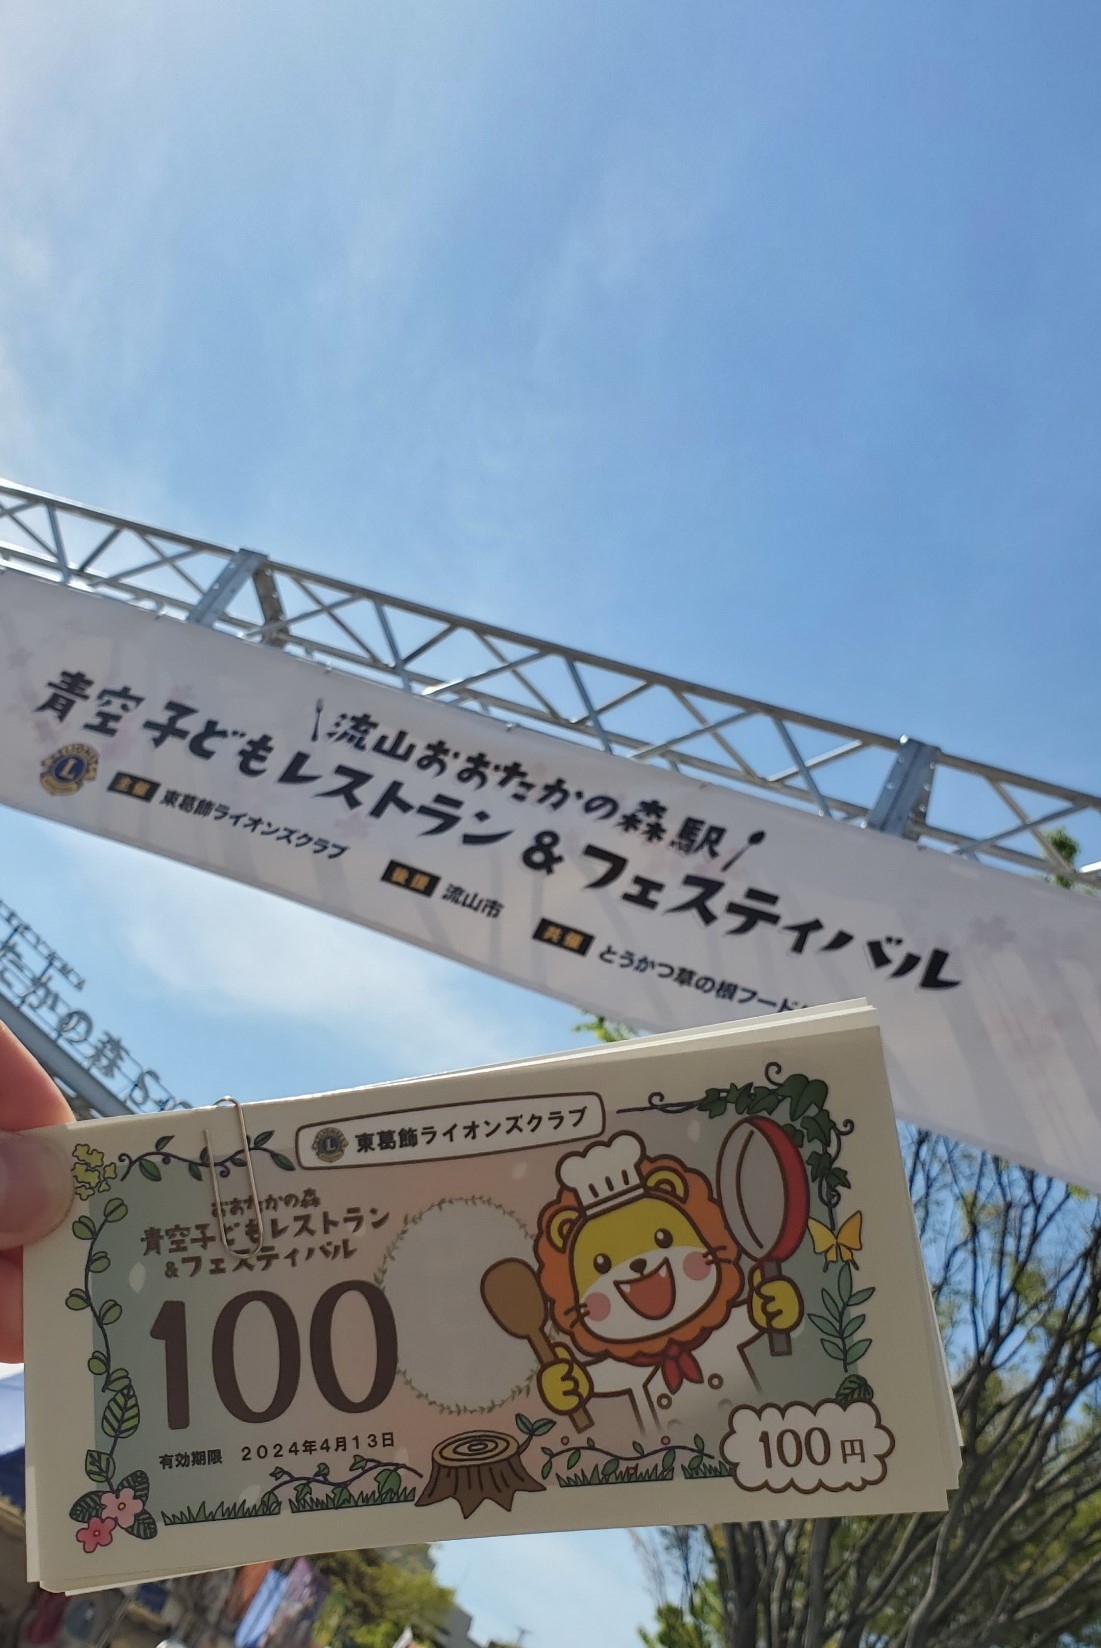 流山おおたかの森駅
青空子どもレストラン&フェスティバル
主催 東葛飾ライオンズクラブ
後援 流山市
共催 とうかつ草の根フード
たかの森 S
東葛飾ライオンズクラブ
おおたかの森
青空子どもレストラン
&フェスティバル
100
有効期限 2024年4月13日
100円